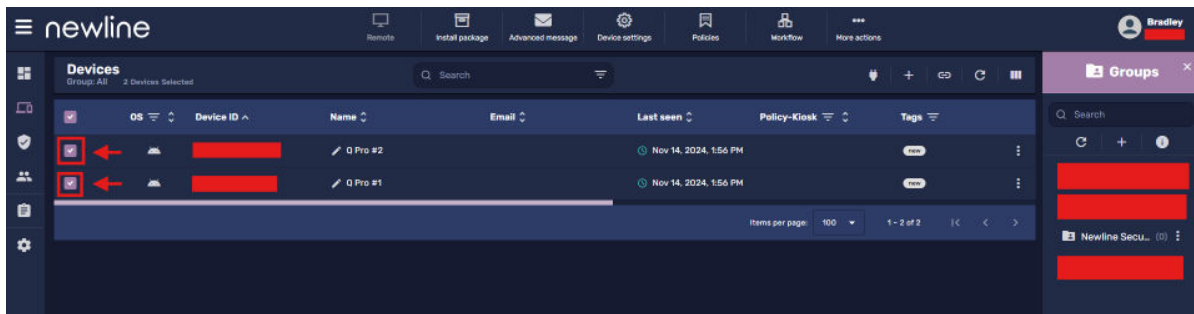 newline
Remote
Install package
Advanced message
Device settings
Policies
Workflow
More actions
Bradley
Devices
Group: All 2 Devices Selected
Search
Groups
OS
Device ID
Name
Email
Last seen
Policy-Kiosk
Tags
Search
Q Pro #2 Nov 14, 2024, 1:56 PM new
Q Pro #1 Nov 14, 2024, 1:56 PM new
Items per page: 100 1 – 2 of 2
Newline Secu... (0)